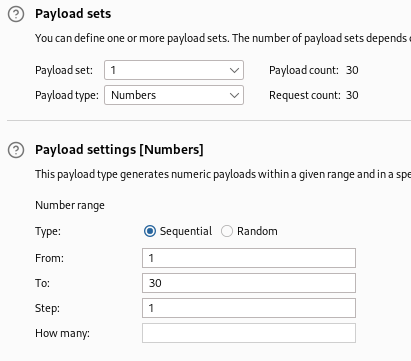 Payload sets
You can define one or more payload sets. The number of payload sets depends
Payload set: 1 Payload count: 30
Payload type: Numbers Request count: 30
Payload settings [Numbers]
This payload type generates numeric payloads within a given range and in a spe
Number range
Type: Sequential Random
From: 1
To: 30
Step: 1
How many: